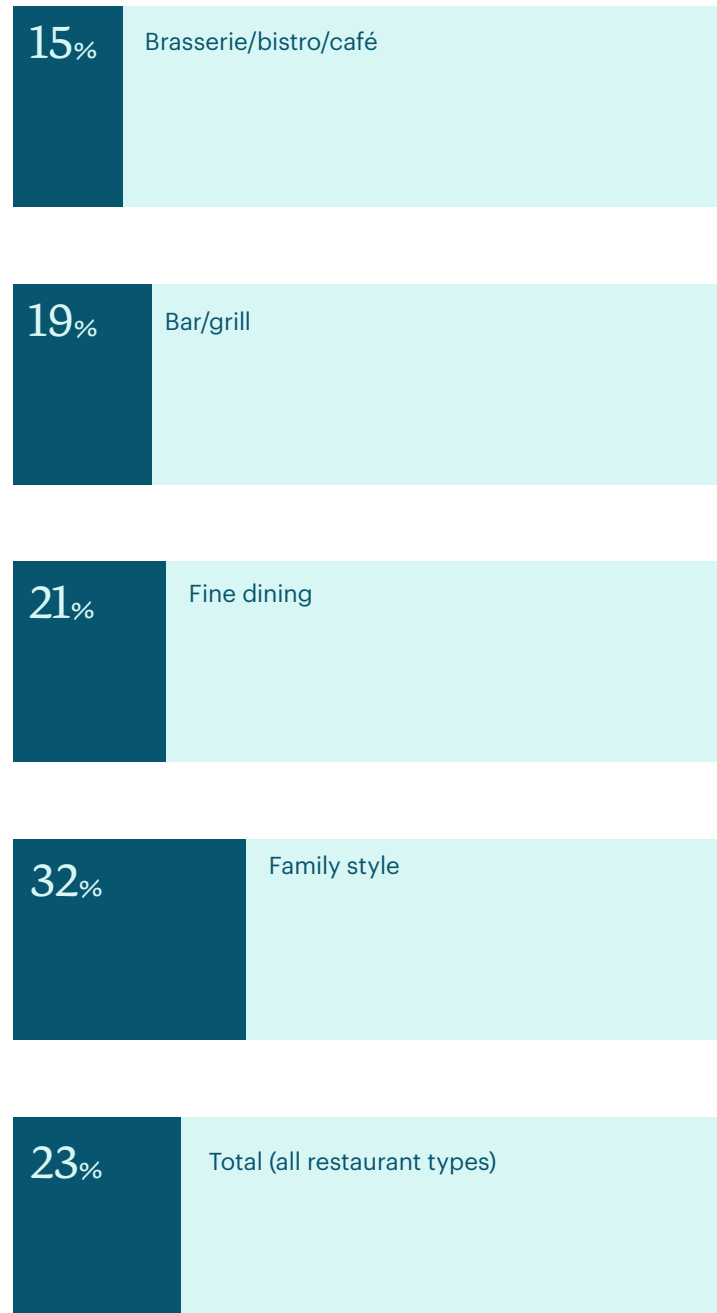 15% Brasserie/bistro/café
19% Bar/grill
21% Fine dining
32% Family style
23% Total (all restaurant types)